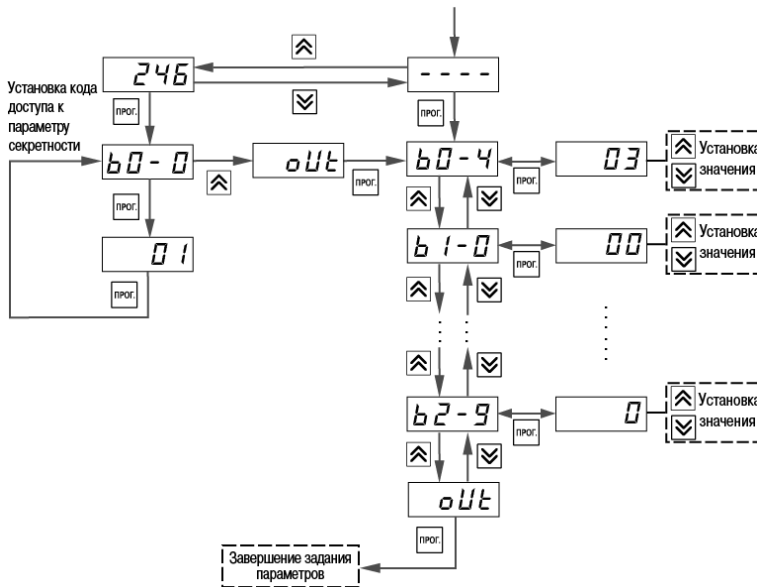 246
- - - -
Установка кода
доступа к
параметру
секретности
ПРОГ.
ПРОГ.
b0-0
oUt
ПРОГ.
b0-4
ПРОГ.
03
Установка
значения
ПРОГ.
b1-0
ПРОГ.
00
Установка
значения
01
ПРОГ.
b2-9
ПРОГ.
0
Установка
значения
oUt
ПРОГ.
Завершение задания
параметров